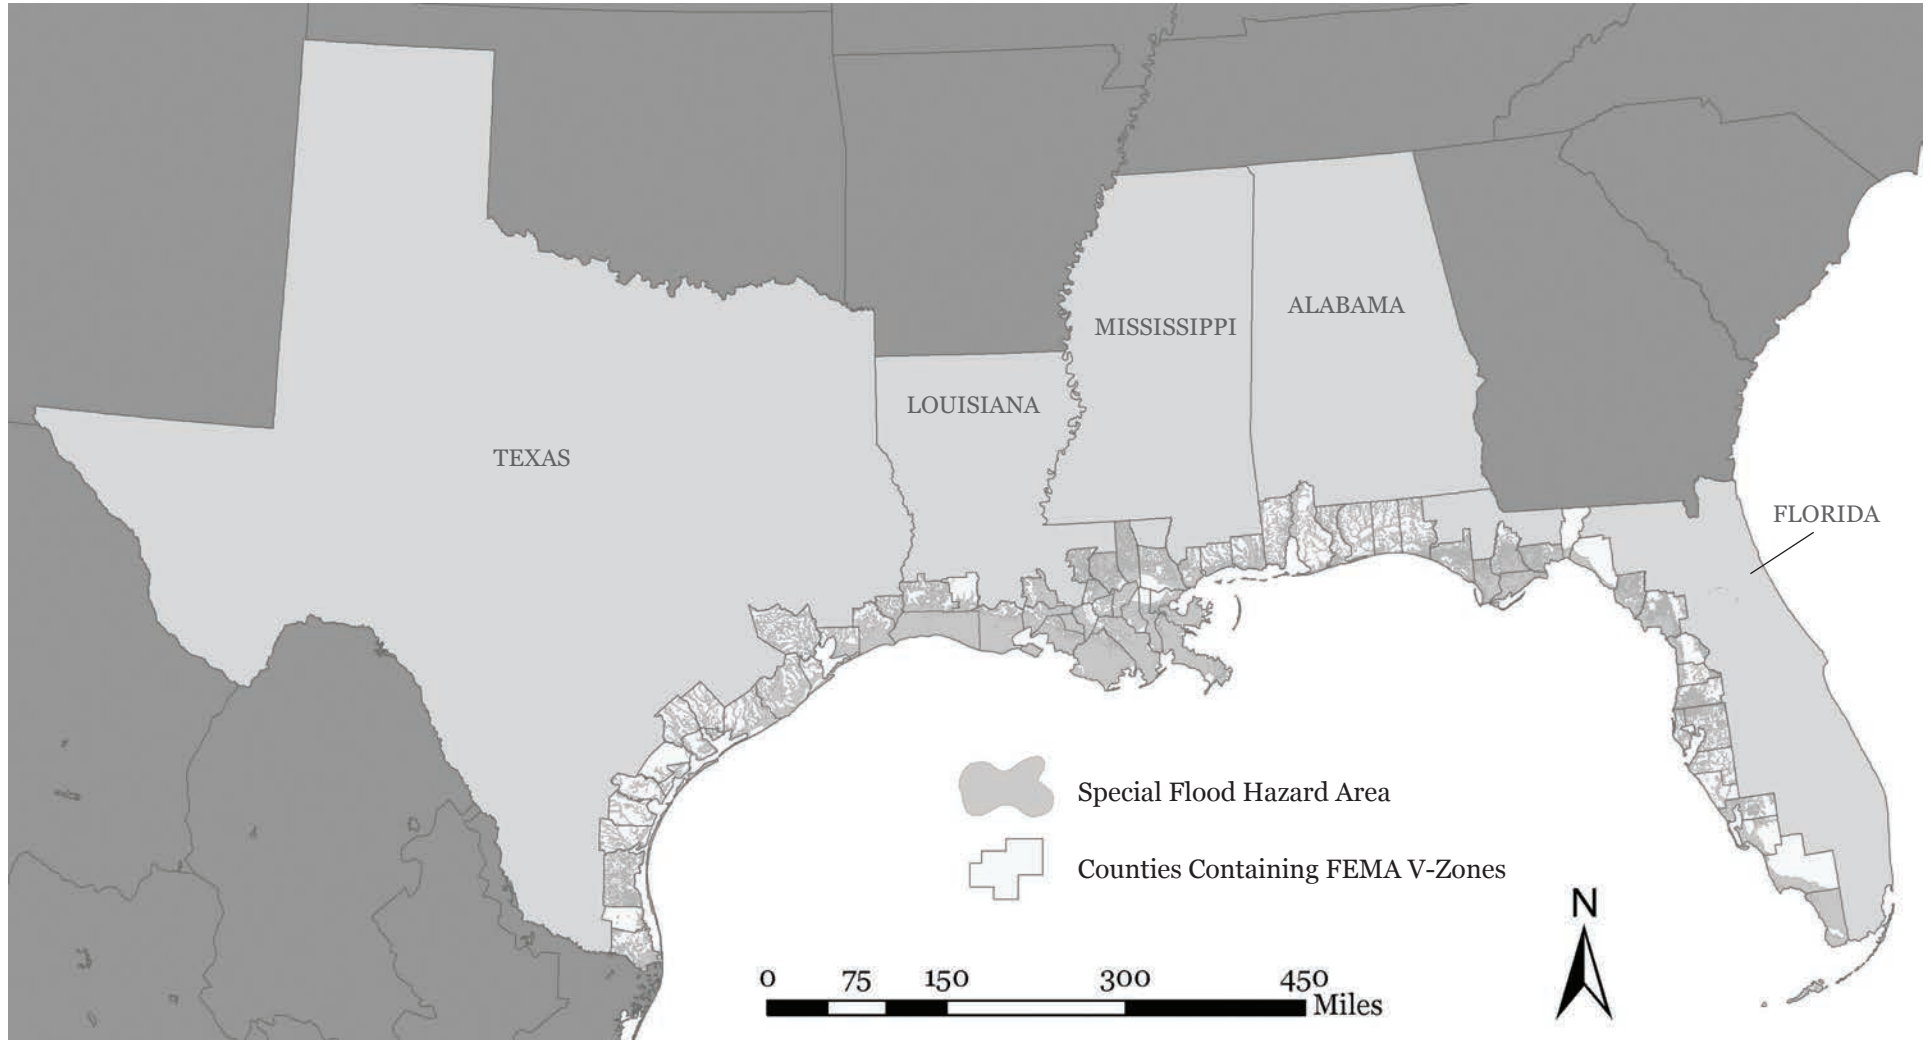 ALABAMA
MISSISSIPPI
LOUISIANA
TEXAS
FLORIDA
Special Flood Hazard Area
Counties Containing FEMA V-Zones
N
0 75 150 300 450
Miles